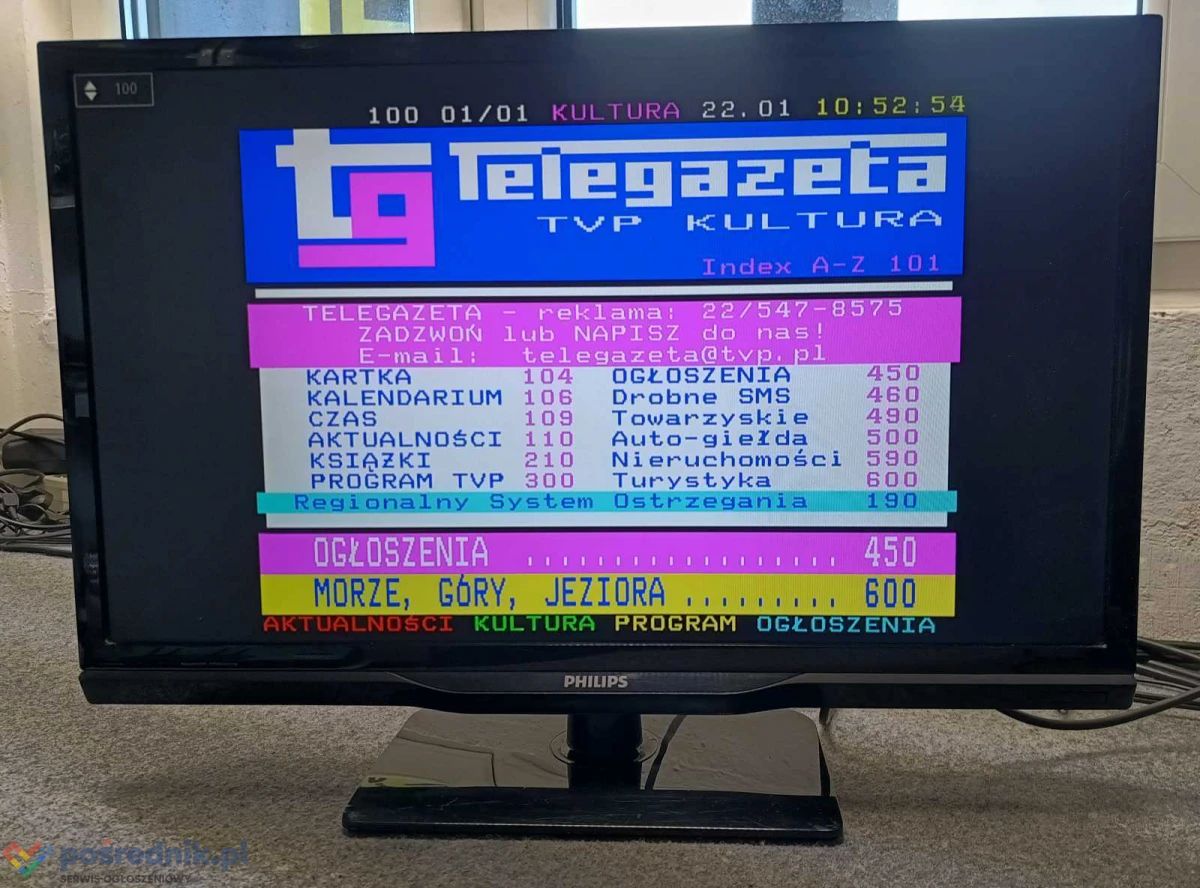 100
100 01/01 KULTURA 22.01 10:52:54
tg Telegazeta
TVP KULTURA
Index A-Z 101
TELEGAZETA - reklama: 22/547-8575
ZADZWOŃ lub NAPISZ do nas!
E-mail: telegazeta@tvp.pl
KARTKA 104 OGŁOSZENIA 450
KALENDARIUM 106 Drobne SMS 460
CZAS 109 Towarzyskie 490
AKTUALNOŚCI 110 Auto-giełda 500
KSIĄŻKI 210 Nieruchomości 590
PROGRAM TVP 300 Turystyka 600
Regionalny System Ostrzegania 190
OGŁOSZENIA ................. 450
MORZE, GÓRY, JEZIORA ......... 600
AKTUALNOŚCI KULTURA PROGRAM OGŁOSZENIA
PHILIPS
pośrednik.pl
SERWIS OGŁOSZENIOWY